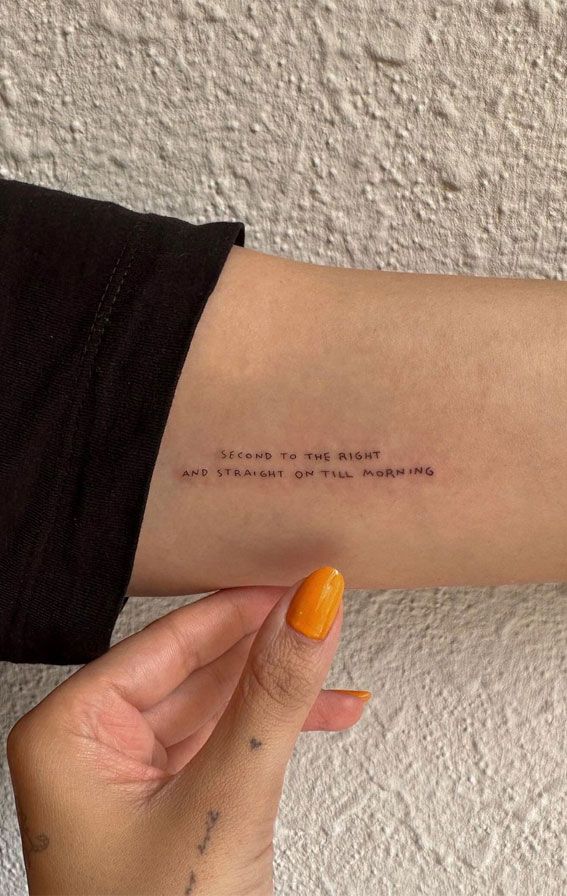 SECOND TO THE RIGHT
AND STRAIGHT ON TILL MORNING